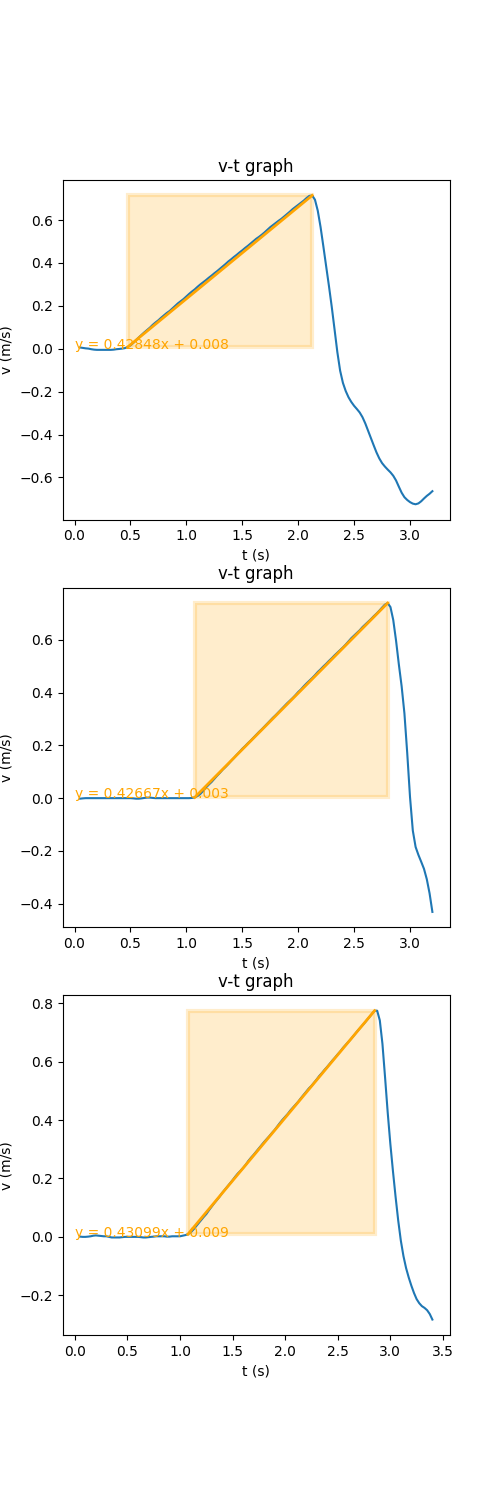 v-t graph
0.6
0.4
0.2
0.0
−0.2
−0.4
−0.6
v (m/s)
y = 0.42848x + 0.008
0.0 0.5 1.0 1.5 2.0 2.5 3.0
t (s)
v-t graph
0.6
0.4
0.2
0.0
−0.2
−0.4
v (m/s)
y = 0.42667x + 0.003
0.0 0.5 1.0 1.5 2.0 2.5 3.0
t (s)
v-t graph
0.8
0.6
0.4
0.2
0.0
−0.2
v (m/s)
y = 0.43099x + 0.009
0.0 0.5 1.0 1.5 2.0 2.5 3.0 3.5
t (s)